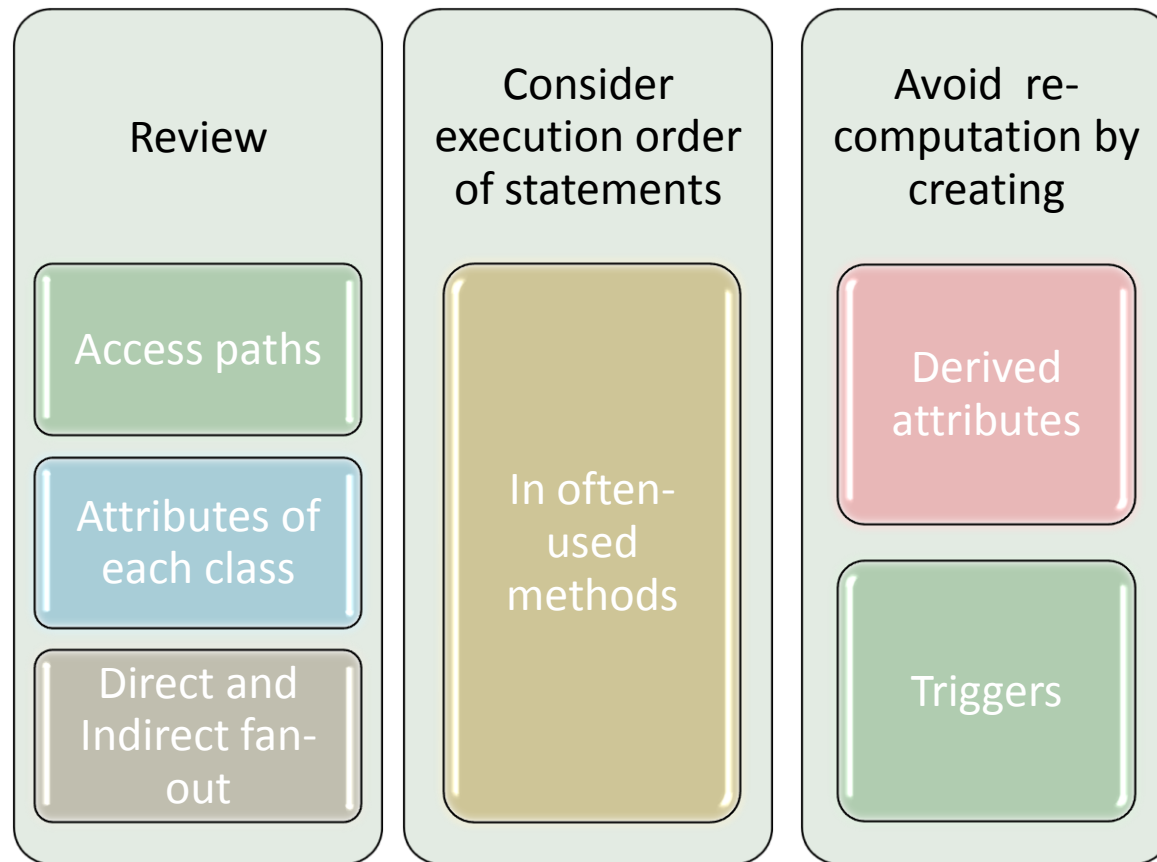 Review
Access paths
Attributes of
each class
Direct and
Indirect fan-
out
Consider
execution order
of statements
In often-
used
methods
Avoid  re-
computation by
creating
Derived
attributes
Triggers